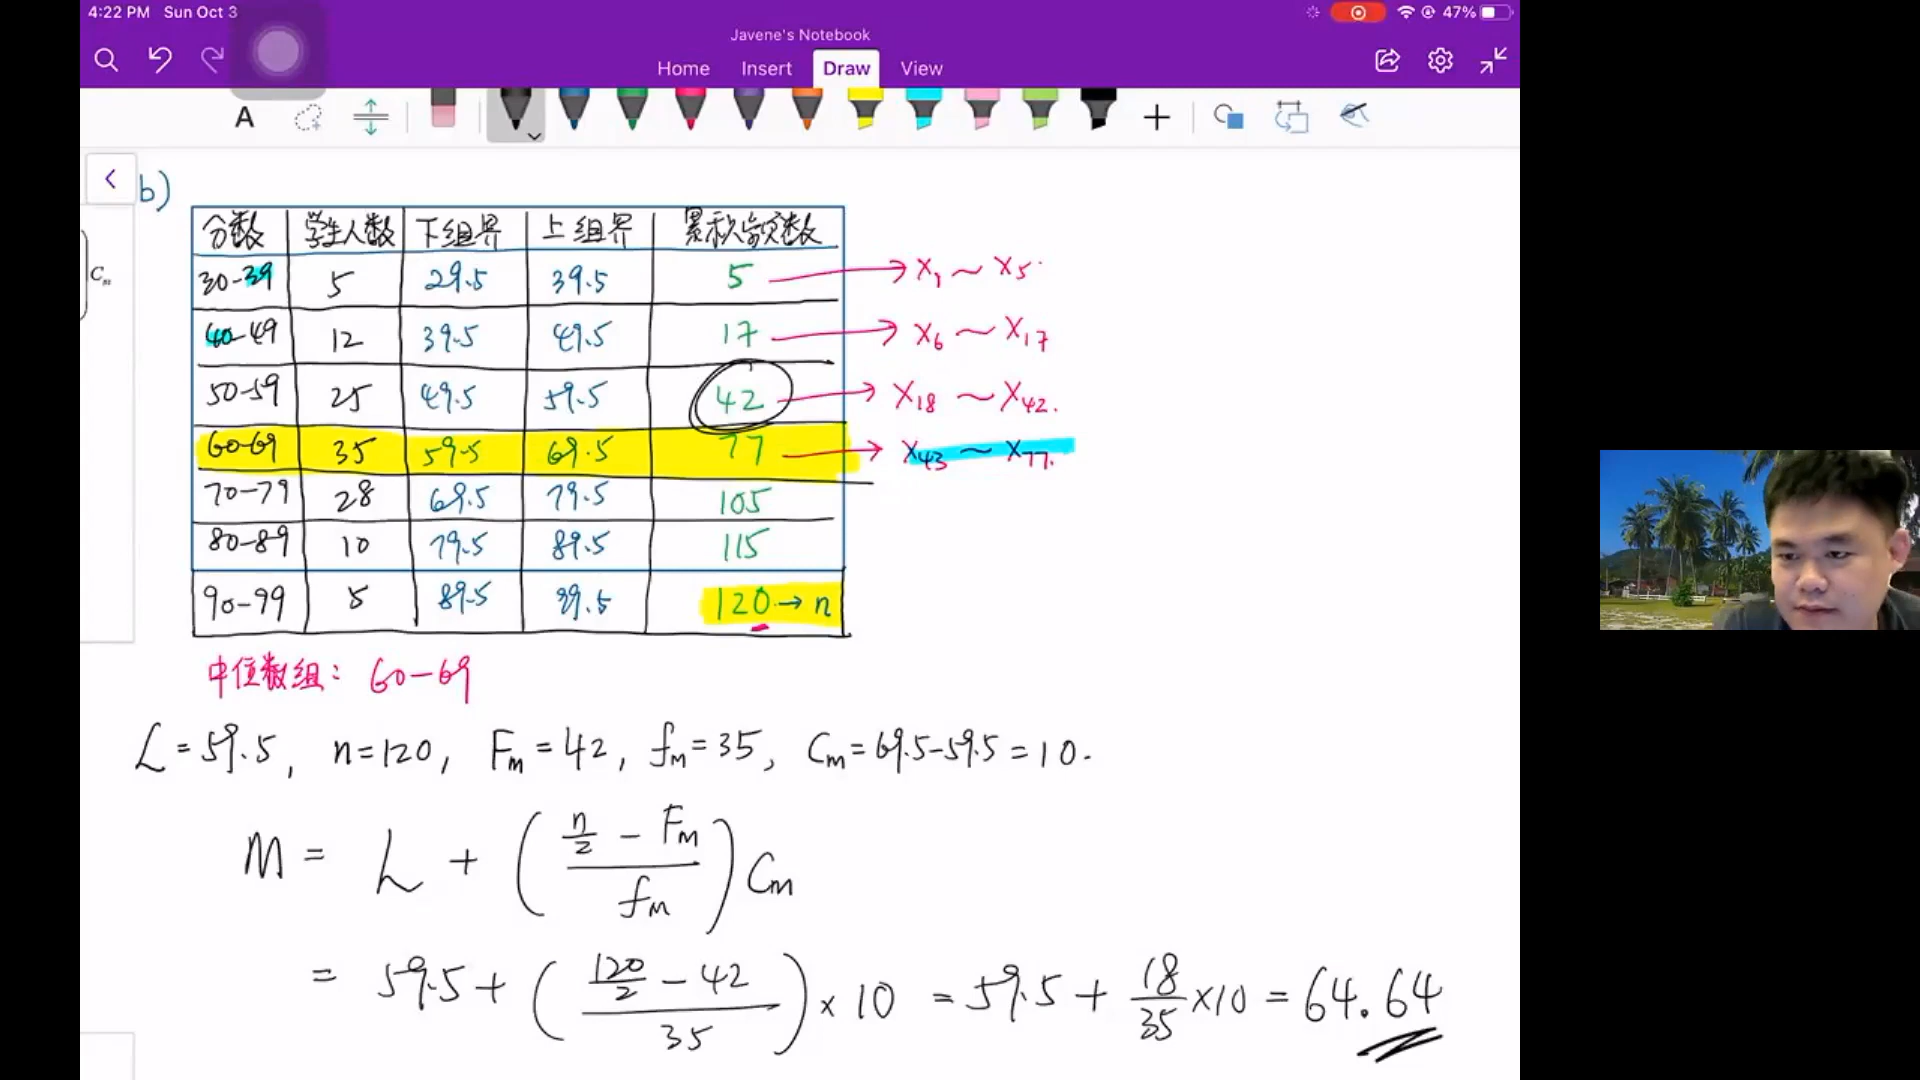 4:22 PM Sun Oct 3
47%
Javene's Notebook
Home Insert Draw View
A
b)
分数 学生人数 下组界 上组界 累积频数
30-39 5 29.5 39.5 5 → X₁ ~ X₅.
40-49 12 39.5 49.5 17 → X₆ ~ X₁₇
50-59 25 49.5 59.5 42 → X₁₈ ~ X₄₂.
60-69 35 59.5 69.5 77 → X₄₃ ~ X₇₇.
70-79 28 69.5 79.5 105
80-89 10 79.5 89.5 115
90-99 5 89.5 99.5 120 → n
Cₘ
中位数组: 60-69
L = 59.5, n = 120, Fₘ = 42, fₘ = 35, Cₘ = 69.5 - 59.5 = 10.
M = L + ( (n/2 - Fₘ) / fₘ ) Cₘ
= 59.5 + ( (120/2 - 42) / 35 ) × 10 = 59.5 + 18/35 × 10 = 64.64